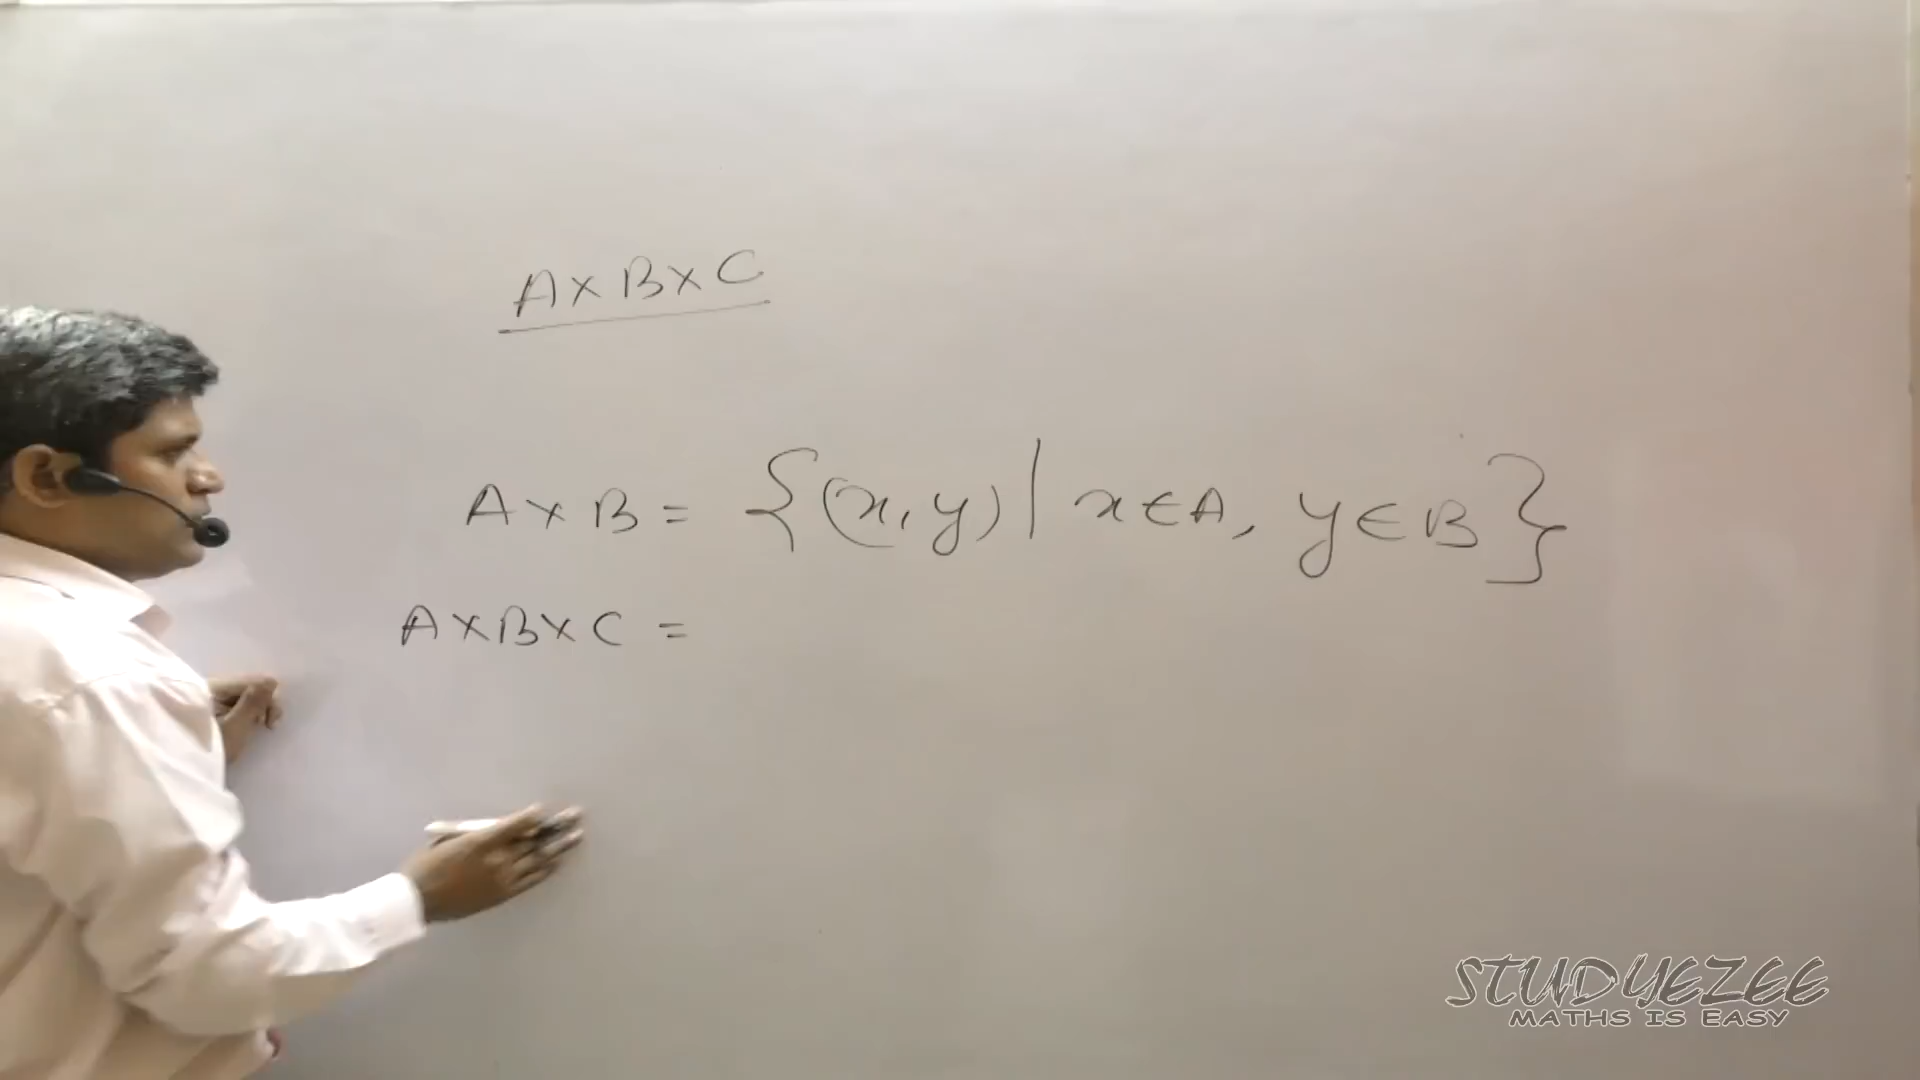 A×B×C
A×B = {(x,y) | x∈A, y∈B}
A×B×C =
STUDYEZEE
MATHS IS EASY